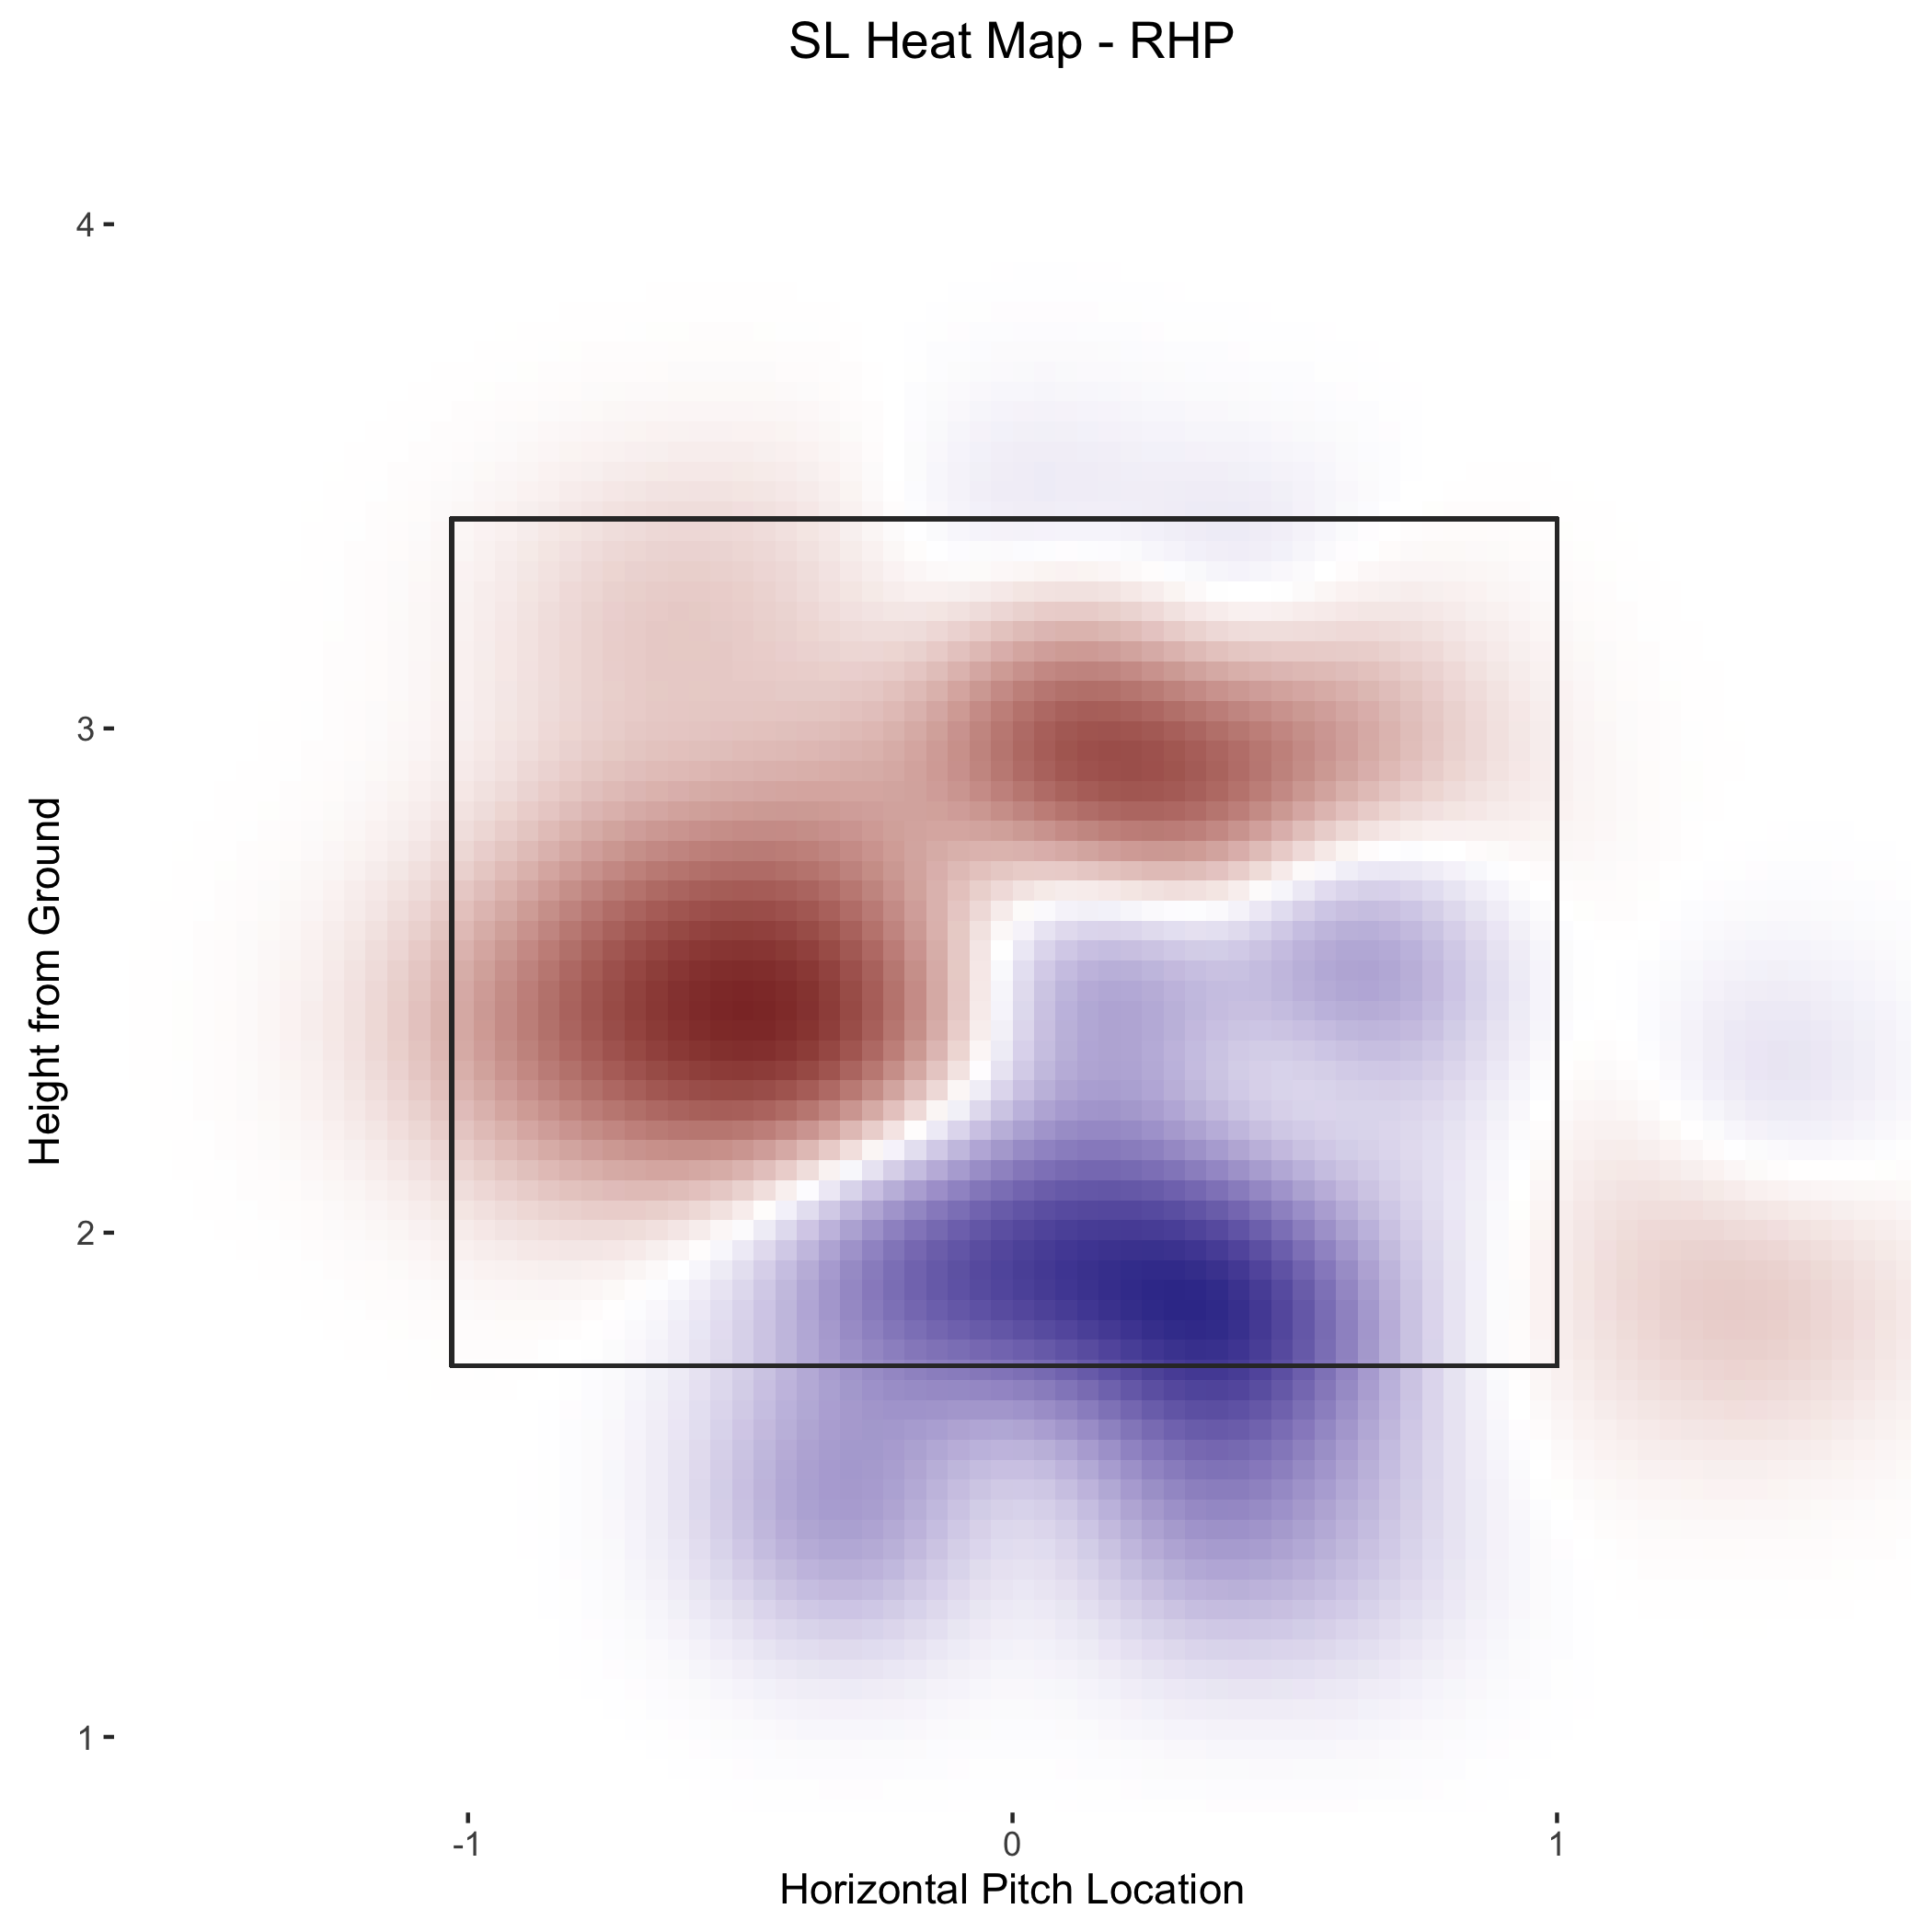 SL Heat Map - RHP
4
3
2
1
Height from Ground
-1 0 1
Horizontal Pitch Location